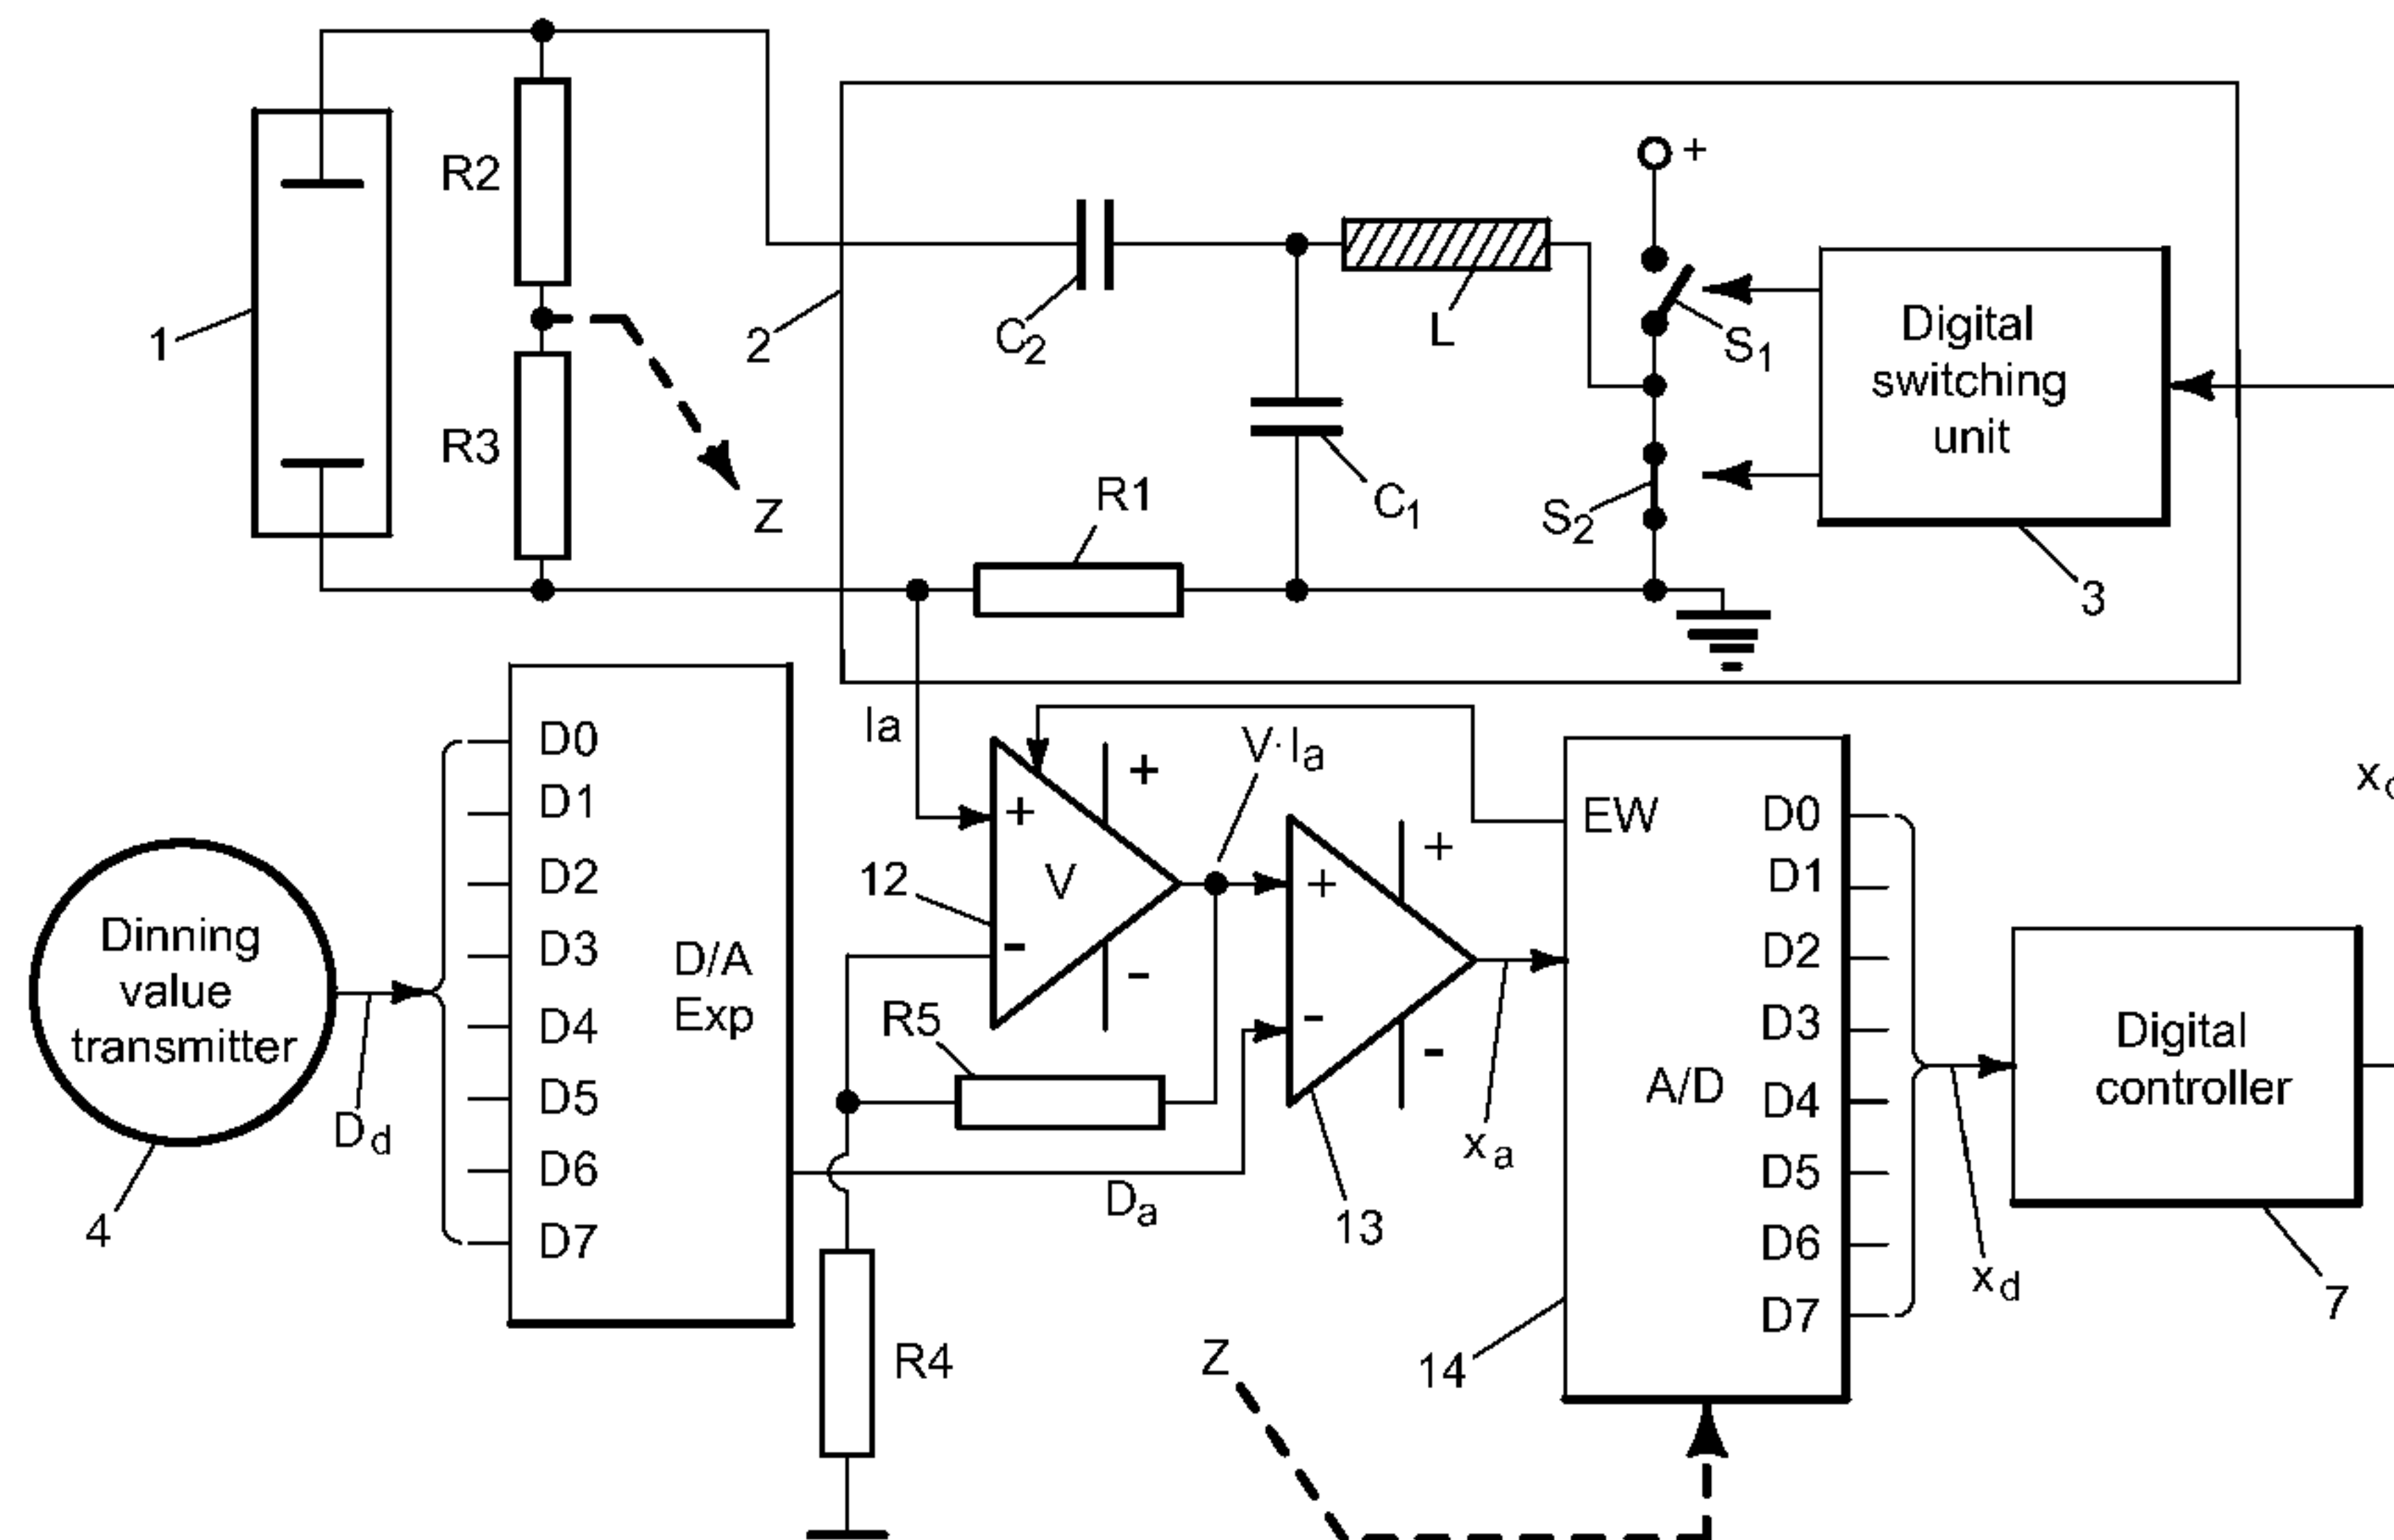 +
R2
Digital
switching
unit
1
2
C2
L
S1
R3
Z
R1
C1
S2
3
Ia
V·Ia
+
+
+
V
12
-
-
+
+
-
-
R5
D0
D1
D2
D3
D4
D5
D6
D7
D/A
Exp
Dinning
value
transmitter
Dd
4
Da
13
xa
EW
A/D
D0
D1
D2
D3
D4
D5
D6
D7
Digital
controller
xd
7
R4
Z
14